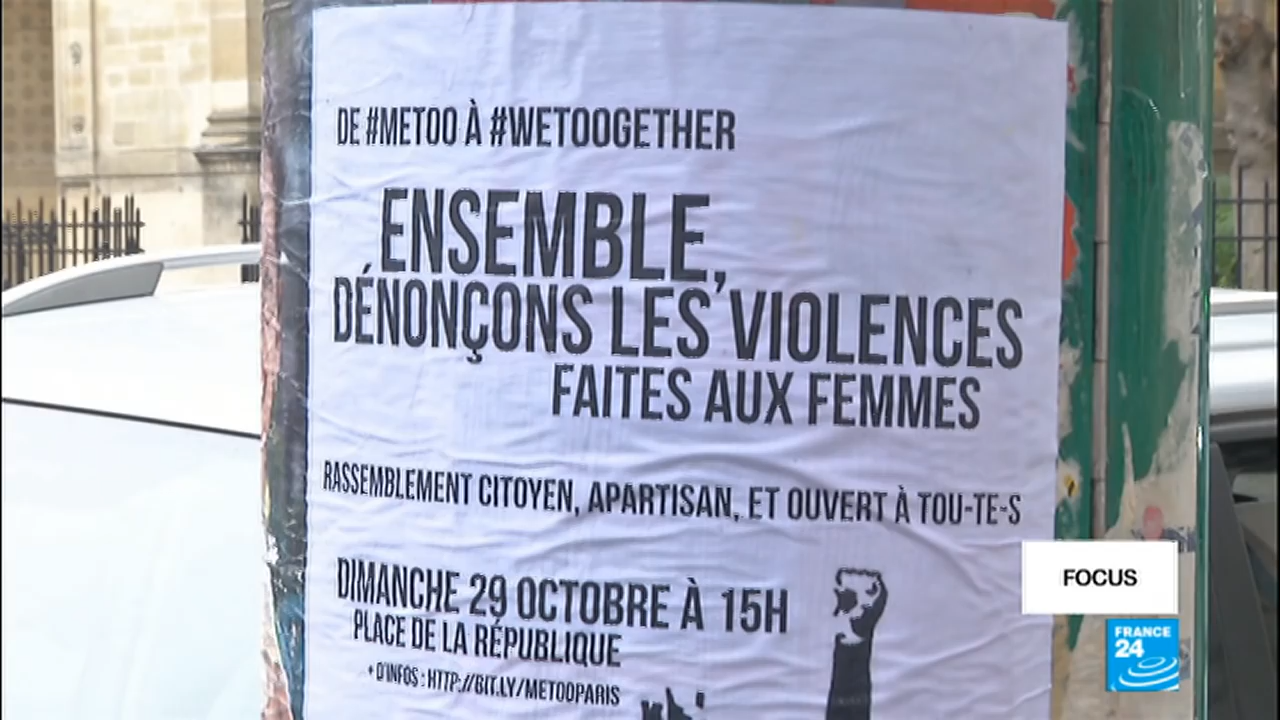 DE #METOO À #WETOOGETHER
ENSEMBLE,
DÉNONÇONS LES VIOLENCES
FAITES AUX FEMMES
RASSEMBLEMENT CITOYEN, APARTISAN, ET OUVERT À TOU-TE-S
DIMANCHE 29 OCTOBRE À 15H
PLACE DE LA RÉPUBLIQUE
+ D'INFOS : HTTP://BIT.LY/METOOPARIS
FOCUS
FRANCE
24